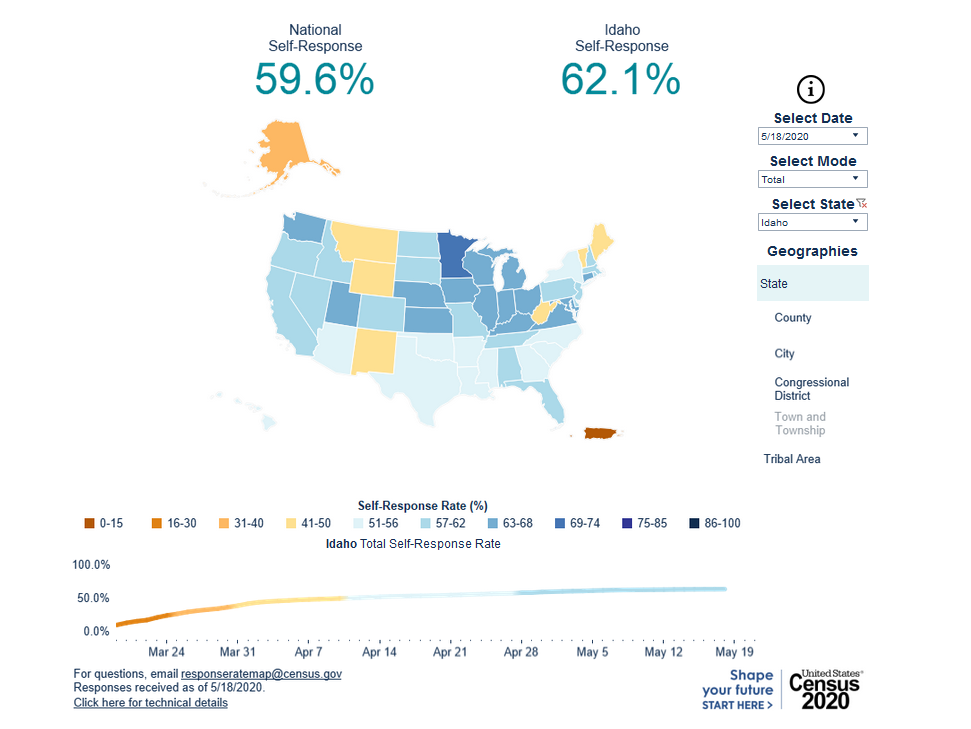 National
Self-Response
59.6%
Idaho
Self-Response
62.1%
i
Select Date
5/18/2020
Select Mode
Total
Select State
Idaho
Geographies
State
County
City
Congressional
District
Town and
Township
Tribal Area
Self-Response Rate (%)
0-15 16-30 31-40 41-50 51-56 57-62 63-68 69-74 75-85 86-100
Idaho Total Self-Response Rate
100.0%
50.0%
0.0%
Mar 24 Mar 31 Apr 7 Apr 14 Apr 21 Apr 28 May 5 May 12 May 19
For questions, email responseratemap@census.gov
Responses received as of 5/18/2020.
Click here for technical details
Shape
your future
START HERE >
United States®
Census
2020